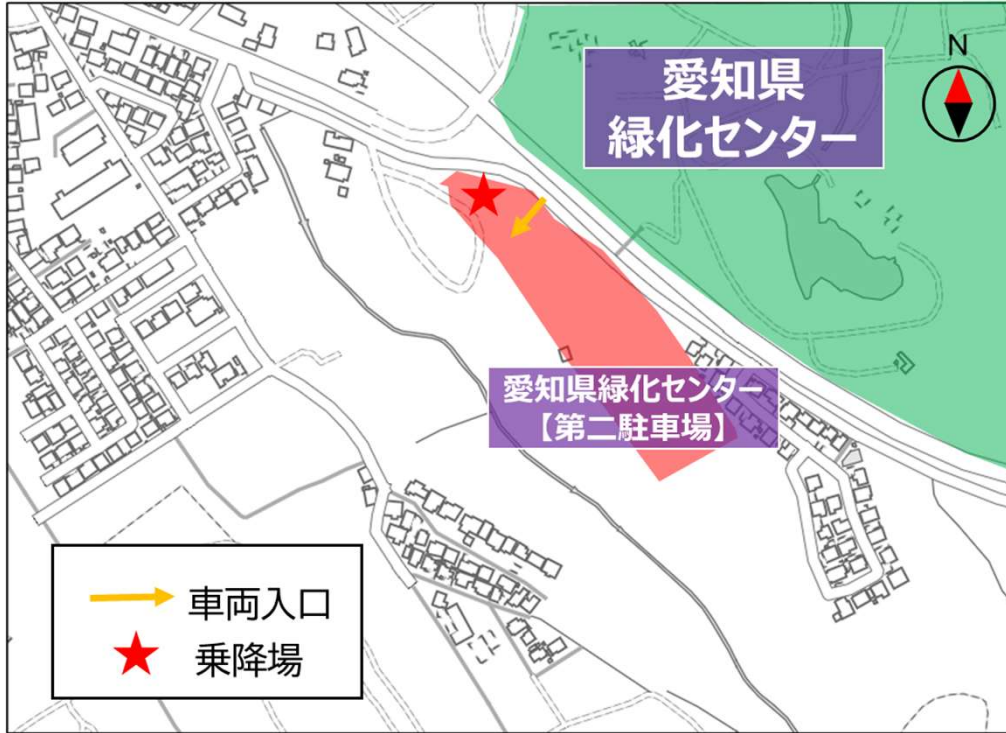 愛知県
緑化センター
N
愛知県緑化センター
【第二駐車場】
車両入口
乗降場